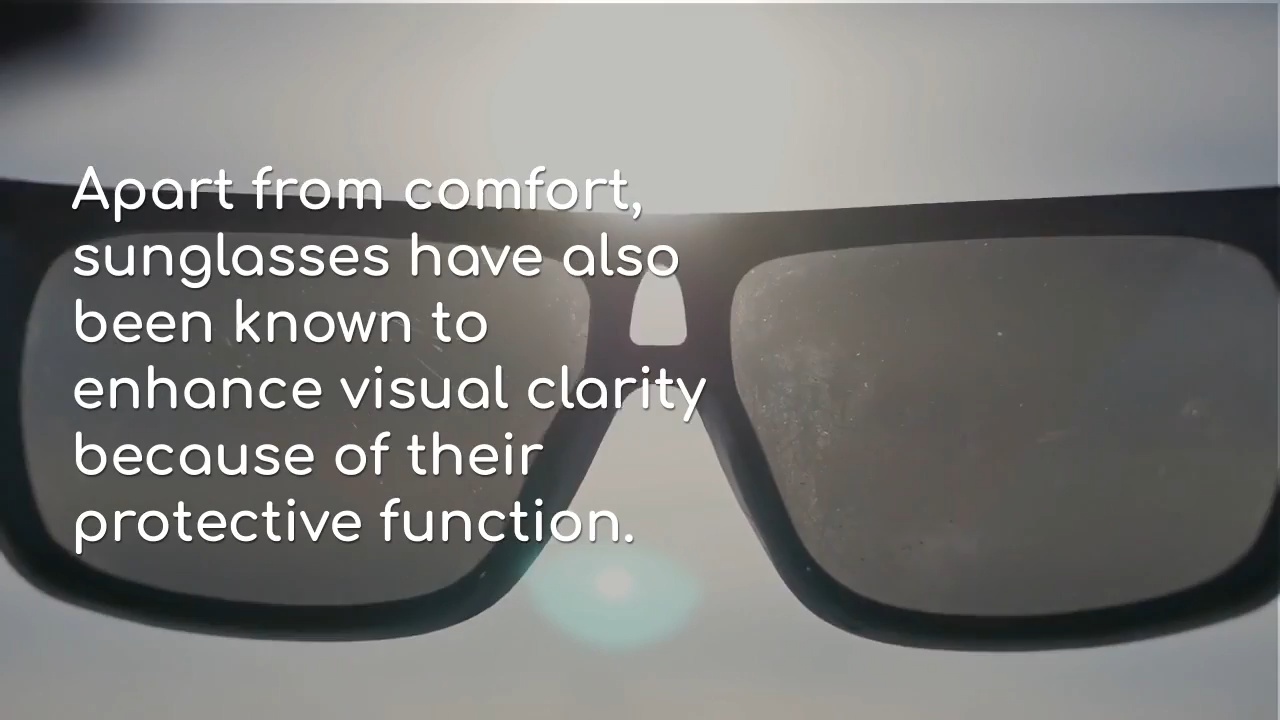 Apart from comfort,
sunglasses have also
been known to
enhance visual clarity
because of their
protective function.